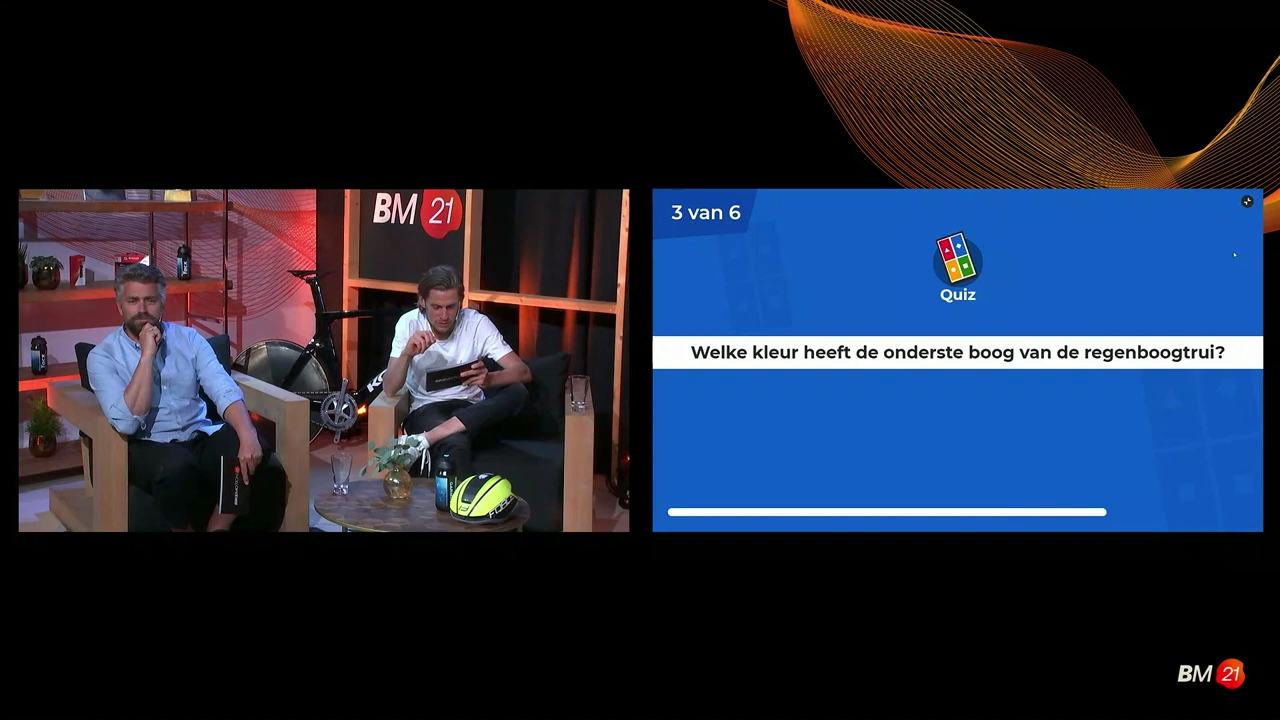 BM 21
3 van 6
Quiz
Welke kleur heeft de onderste boog van de regenboogtrui?
BM 21